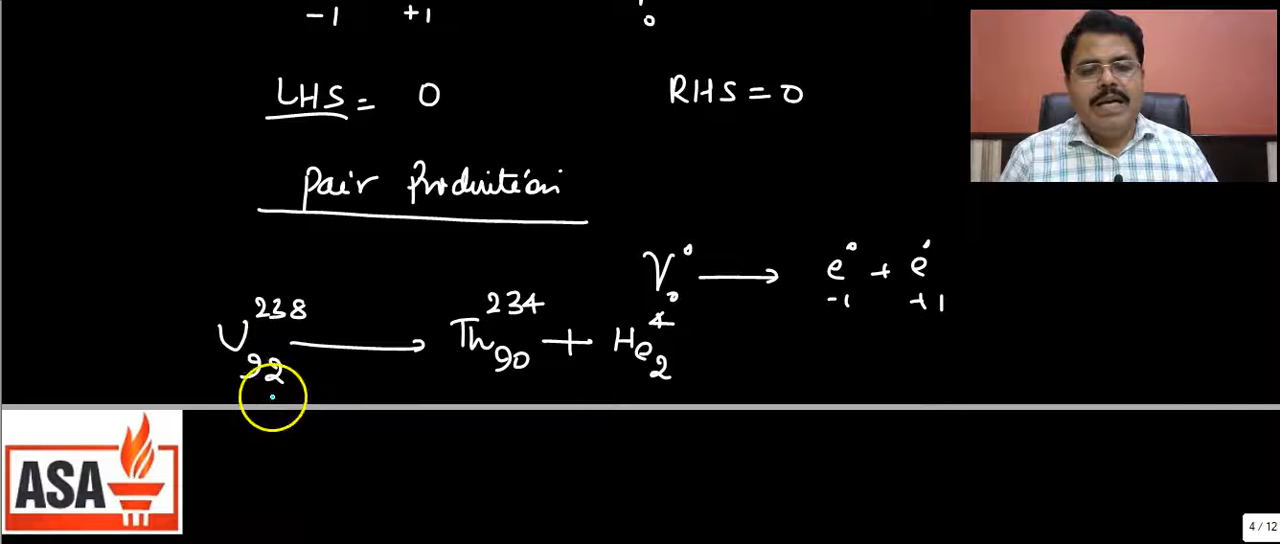 -1 +1 0
LHS = 0 RHS = 0
Pair Production
γ⁰₀ → e⁰₋₁ + e⁰₊₁
U²³⁸₉₂ → Th²³⁴₉₀ + He⁴₂
ASA
4 / 12